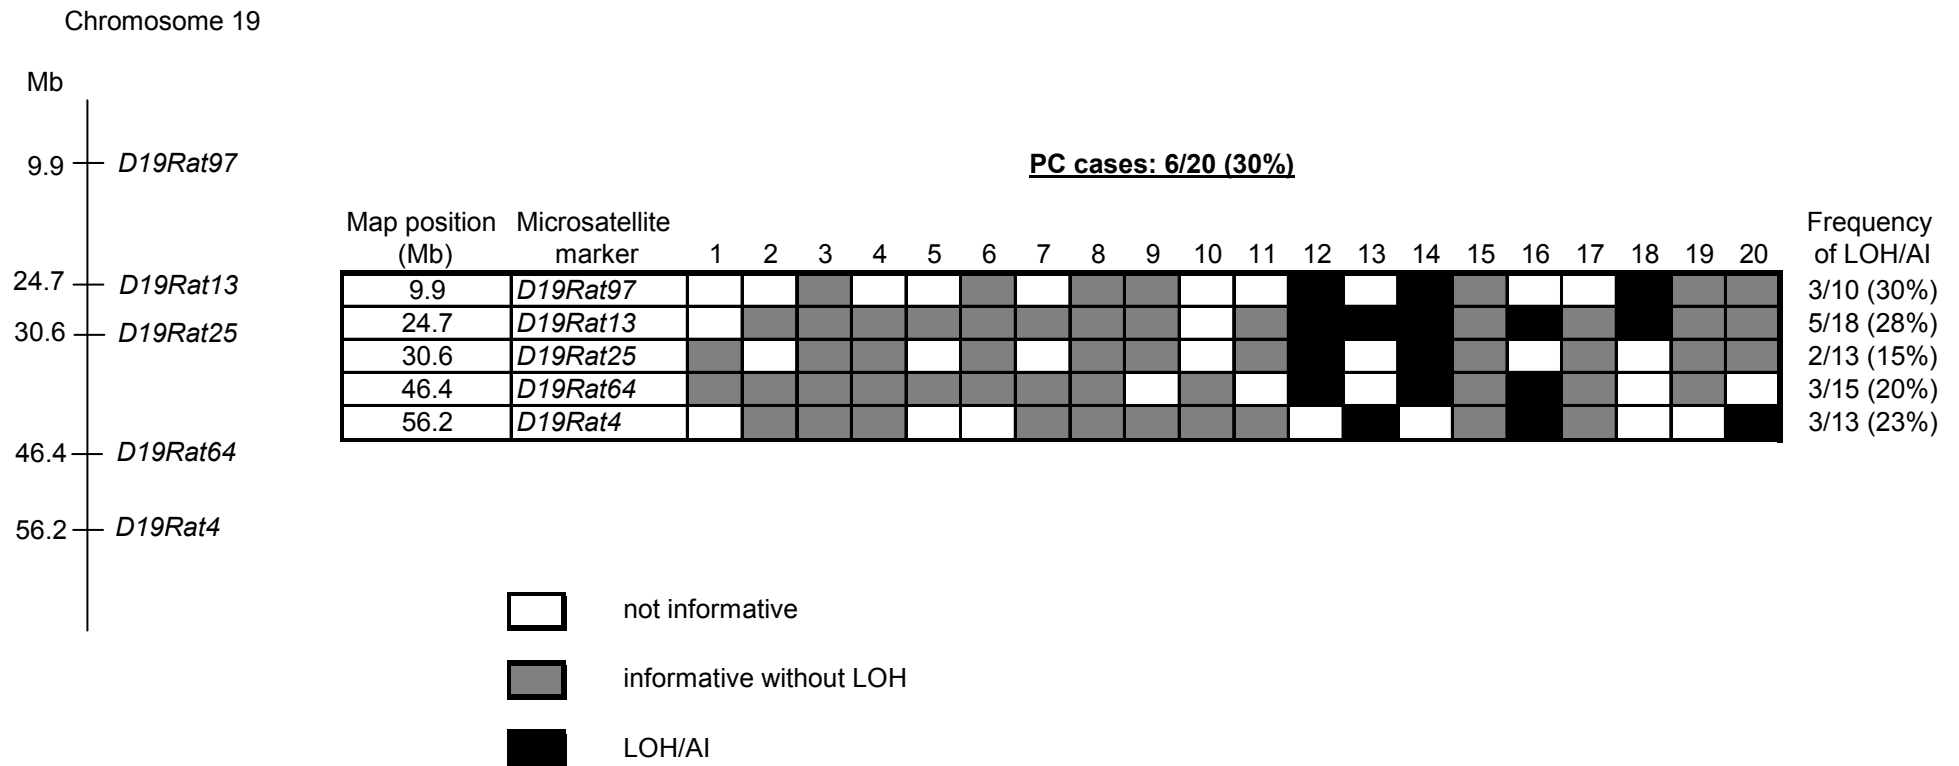 Chromosome 19
Mb
9.9 D19Rat97
24.7 D19Rat13
30.6 D19Rat25
46.4 D19Rat64
56.2 D19Rat4
PC cases: 6/20 (30%)
Map position Microsatellite Frequency
(Mb) marker 1 2 3 4 5 6 7 8 9 10 11 12 13 14 15 16 17 18 19 20 of LOH/AI
9.9 D19Rat97 3/10 (30%)
24.7 D19Rat13 5/18 (28%)
30.6 D19Rat25 2/13 (15%)
46.4 D19Rat64 3/15 (20%)
56.2 D19Rat4 3/13 (23%)
not informative
informative without LOH
LOH/AI